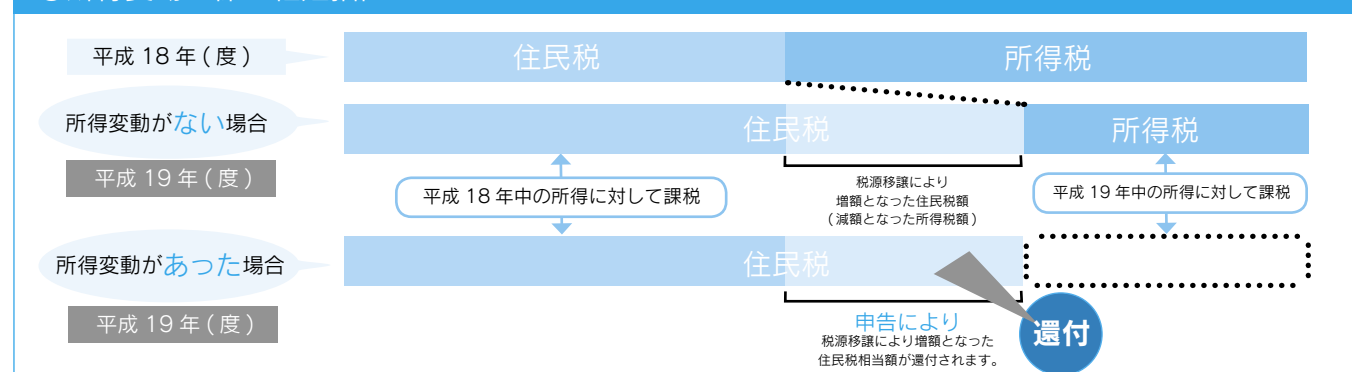 平成 18 年 ( 度 )
住民税
所得税
所得変動がない場合
平成 19 年 ( 度 )
住民税
所得税
平成 18 年中の所得に対して課税
税源移譲により
増額となった住民税額
( 減額となった所得税額 )
平成 19 年中の所得に対して課税
所得変動があった場合
平成 19 年 ( 度 )
住民税
申告により
税源移譲により増額となった
住民税相当額が還付されます。
還付